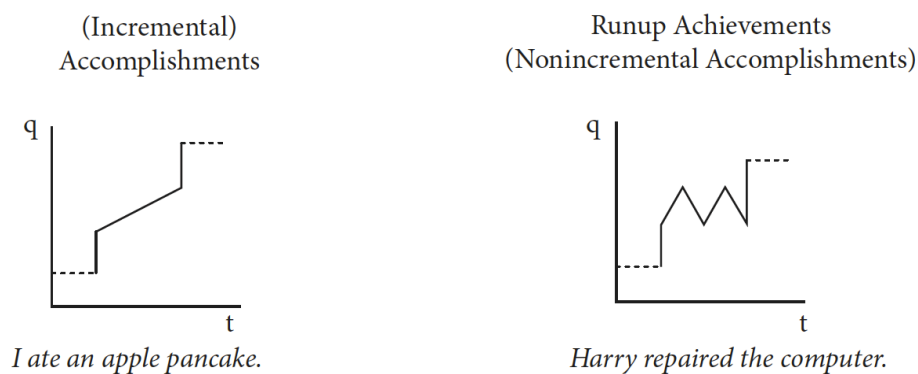 (Incremental)
Accomplishments
q
t
I ate an apple pancake.
Runup Achievements
(Nonincremental Accomplishments)
q
t
Harry repaired the computer.